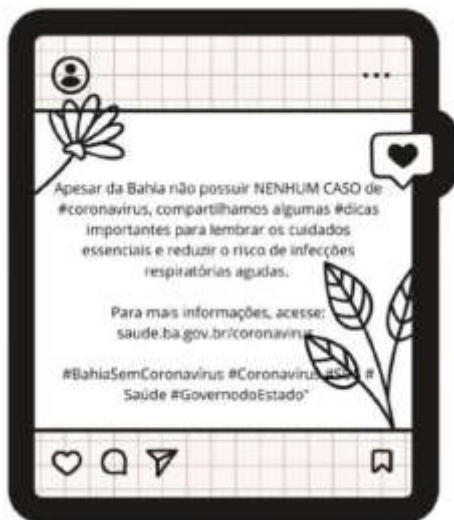 Apesar da Bahia não possuir NENHUM CASO de
#coronavirus, compartilhamos algumas #dicas
importantes para lembrar os cuidados
essenciais e reduzir o risco de infecções
respiratórias agudas.
Para mais informações, acesse:
saude.ba.gov.br/coronavirus
#BahiaSemCoronavirus #Coronavirus #
Saúde #GovernodoEstado"